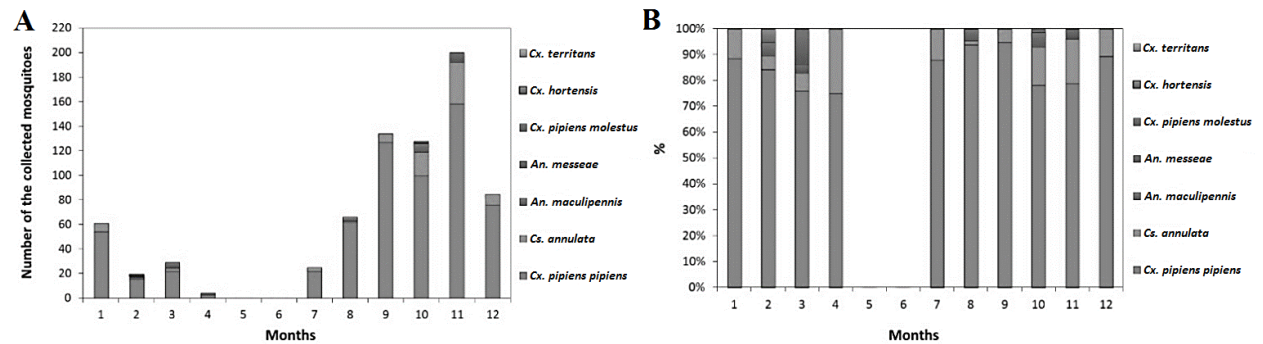 A
Number of the collected mosquitoes
220
200
180
160
140
120
100
80
60
40
20
0
1 2 3 4 5 6 7 8 9 10 11 12
Months
Cx. territans
Cx. hortensis
Cx. pipiens molestus
An. messeae
An. maculipennis
Cs. annulata
Cx. pipiens pipiens
B
%
100%
90%
80%
70%
60%
50%
40%
30%
20%
10%
0%
1 2 3 4 5 6 7 8 9 10 11 12
Months
Cx. territans
Cx. hortensis
Cx. pipiens molestus
An. messeae
An. maculipennis
Cs. annulata
Cx. pipiens pipiens